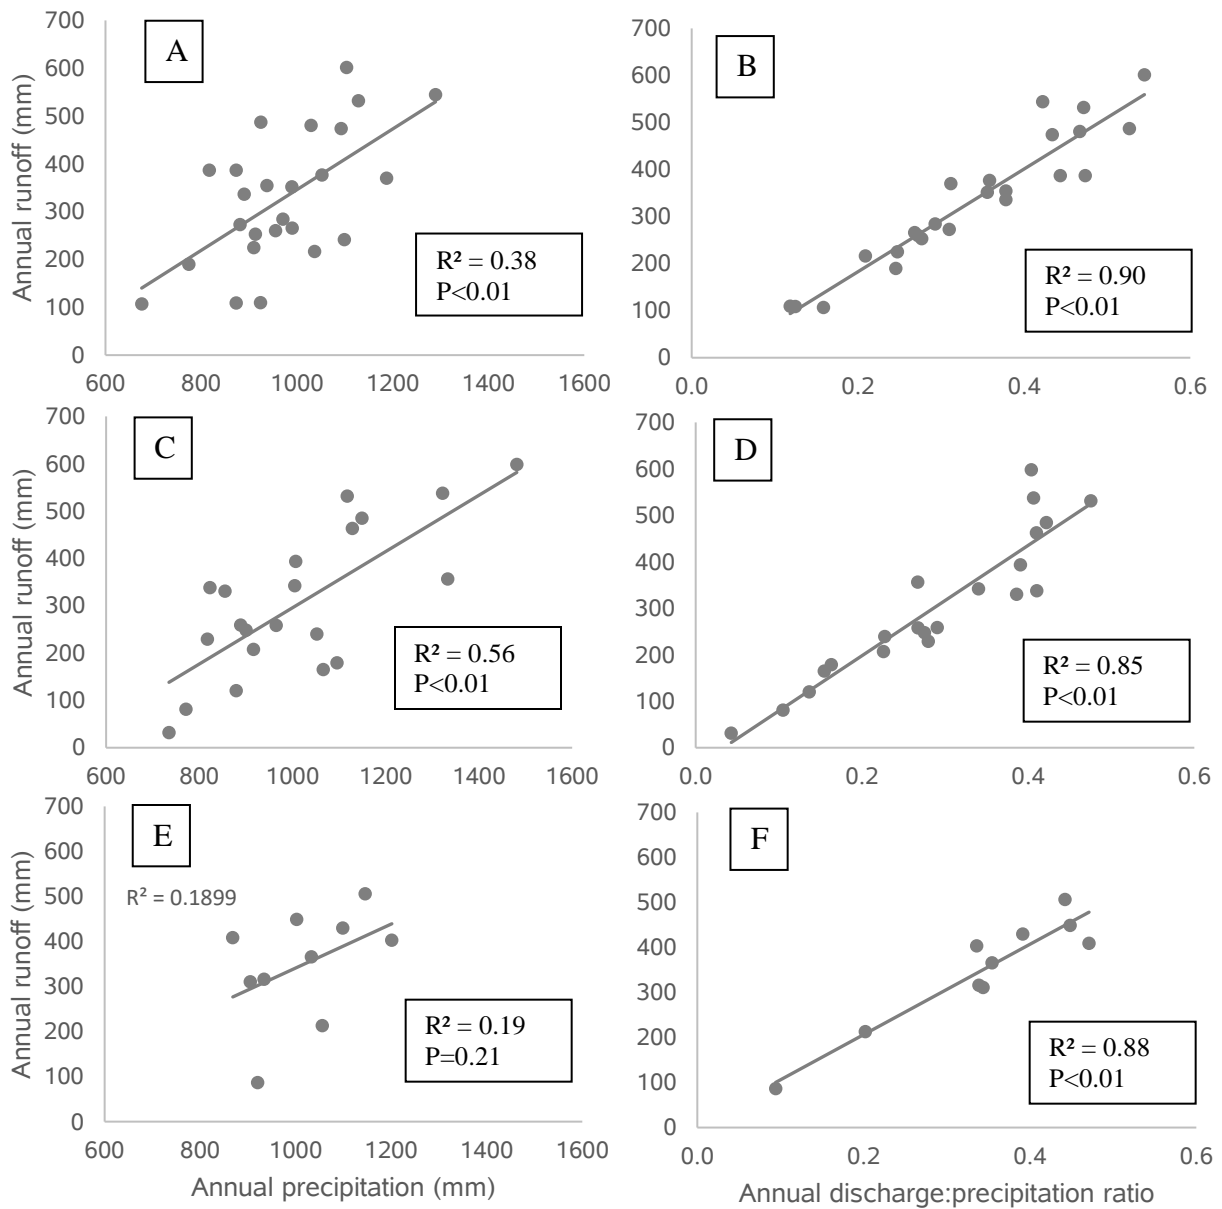 A
Annual runoff (mm)
700
600
500
400
300
200
100
0
R² = 0.38
P<0.01
600 800 1000 1200 1400 1600
B
Annual runoff (mm)
700
600
500
400
300
200
100
0
R² = 0.90
P<0.01
0.0 0.2 0.4 0.6
C
Annual runoff (mm)
700
600
500
400
300
200
100
0
R² = 0.56
P<0.01
600 800 1000 1200 1400 1600
D
700
600
500
400
300
200
100
0
R² = 0.85
P<0.01
0.0 0.2 0.4 0.6
E
Annual runoff (mm)
700
600
500
400
300
200
100
0
R² = 0.1899
R² = 0.19
P=0.21
600 800 1000 1200 1400 1600
Annual precipitation (mm)
F
700
600
500
400
300
200
100
0
R² = 0.88
P<0.01
0.0 0.2 0.4 0.6
Annual discharge:precipitation ratio